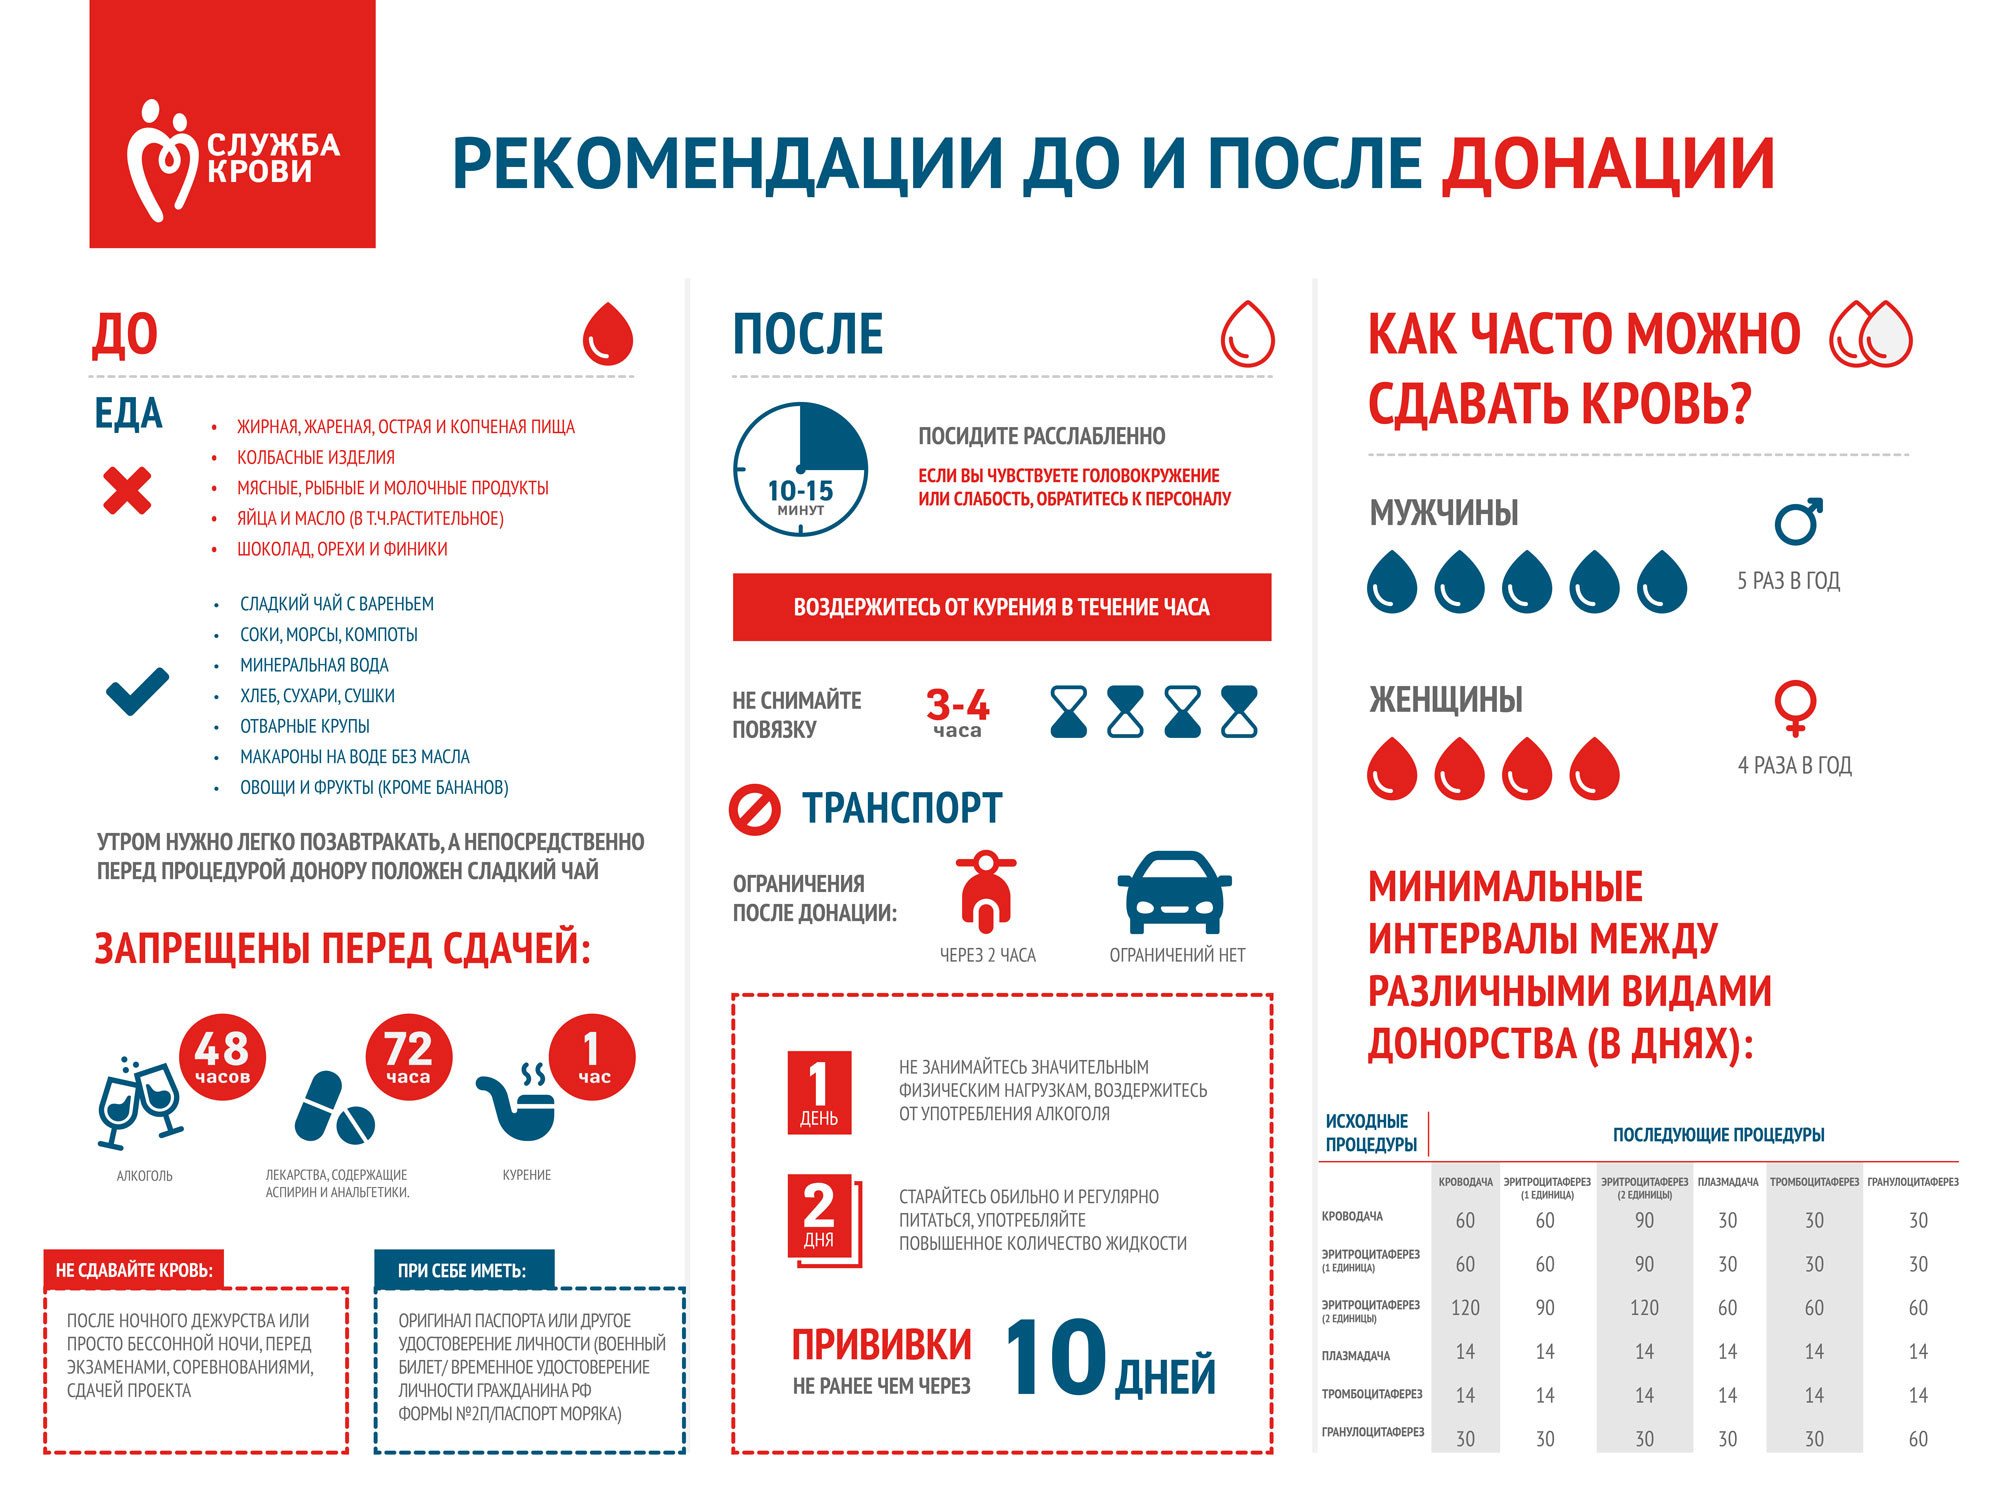 СЛУЖБА
КРОВИ
РЕКОМЕНДАЦИИ ДО И ПОСЛЕ ДОНАЦИИ
ДО
ЕДА
• ЖИРНАЯ, ЖАРЕНАЯ, ОСТРАЯ И КОПЧЕНАЯ ПИЩА
• КОЛБАСНЫЕ ИЗДЕЛИЯ
• МЯСНЫЕ, РЫБНЫЕ И МОЛОЧНЫЕ ПРОДУКТЫ
• ЯЙЦА И МАСЛО (В Т.Ч.РАСТИТЕЛЬНОЕ)
• ШОКОЛАД, ОРЕХИ И ФИНИКИ
• СЛАДКИЙ ЧАЙ С ВАРЕНЬЕМ
• СОКИ, МОРСЫ, КОМПОТЫ
• МИНЕРАЛЬНАЯ ВОДА
• ХЛЕБ, СУХАРИ, СУШКИ
• ОТВАРНЫЕ КРУПЫ
• МАКАРОНЫ НА ВОДЕ БЕЗ МАСЛА
• ОВОЩИ И ФРУКТЫ (КРОМЕ БАНАНОВ)
УТРОМ НУЖНО ЛЕГКО ПОЗАВТРАКАТЬ, А НЕПОСРЕДСТВЕННО
ПЕРЕД ПРОЦЕДУРОЙ ДОНОРУ ПОЛОЖЕН СЛАДКИЙ ЧАЙ
ЗАПРЕЩЕНЫ ПЕРЕД СДАЧЕЙ:
48
часов
АЛКОГОЛЬ
72
часа
ЛЕКАРСТВА, СОДЕРЖАЩИЕ
АСПИРИН И АНАЛЬГЕТИКИ.
1
час
КУРЕНИЕ
НЕ СДАВАЙТЕ КРОВЬ:
ПОСЛЕ НОЧНОГО ДЕЖУРСТВА ИЛИ
ПРОСТО БЕССОННОЙ НОЧИ, ПЕРЕД
ЭКЗАМЕНАМИ, СОРЕВНОВАНИЯМИ,
СДАЧЕЙ ПРОЕКТА
ПРИ СЕБЕ ИМЕТЬ:
ОРИГИНАЛ ПАСПОРТА ИЛИ ДРУГОЕ
УДОСТОВЕРЕНИЕ ЛИЧНОСТИ (ВОЕННЫЙ
БИЛЕТ/ ВРЕМЕННОЕ УДОСТОВЕРЕНИЕ
ЛИЧНОСТИ ГРАЖДАНИНА РФ
ФОРМЫ №2П/ПАСПОРТ МОРЯКА)
ПОСЛЕ
10-15
МИНУТ
ПОСИДИТЕ РАССЛАБЛЕННО
ЕСЛИ ВЫ ЧУВСТВУЕТЕ ГОЛОВОКРУЖЕНИЕ
ИЛИ СЛАБОСТЬ, ОБРАТИТЕСЬ К ПЕРСОНАЛУ
ВОЗДЕРЖИТЕСЬ ОТ КУРЕНИЯ В ТЕЧЕНИЕ ЧАСА
НЕ СНИМАЙТЕ
ПОВЯЗКУ
3-4
часа
ТРАНСПОРТ
ОГРАНИЧЕНИЯ
ПОСЛЕ ДОНАЦИИ:
ЧЕРЕЗ 2 ЧАСА
ОГРАНИЧЕНИЙ НЕТ
1
ДЕНЬ
НЕ ЗАНИМАЙТЕСЬ ЗНАЧИТЕЛЬНЫМ
ФИЗИЧЕСКИМ НАГРУЗКАМ, ВОЗДЕРЖИТЕСЬ
ОТ УПОТРЕБЛЕНИЯ АЛКОГОЛЯ
2
ДНЯ
СТАРАЙТЕСЬ ОБИЛЬНО И РЕГУЛЯРНО
ПИТАТЬСЯ, УПОТРЕБЛЯЙТЕ
ПОВЫШЕННОЕ КОЛИЧЕСТВО ЖИДКОСТИ
ПРИВИВКИ
НЕ РАНЕЕ ЧЕМ ЧЕРЕЗ
10 ДНЕЙ
КАК ЧАСТО МОЖНО
СДАВАТЬ КРОВЬ?
МУЖЧИНЫ
5 РАЗ В ГОД
ЖЕНЩИНЫ
4 РАЗА В ГОД
МИНИМАЛЬНЫЕ
ИНТЕРВАЛЫ МЕЖДУ
РАЗЛИЧНЫМИ ВИДАМИ
ДОНОРСТВА (В ДНЯХ):
ИСХОДНЫЕ
ПРОЦЕДУРЫ
ПОСЛЕДУЮЩИЕ ПРОЦЕДУРЫ
КРОВОДАЧА ЭРИТРОЦИТАФЕРЕЗ ЭРИТРОЦИТАФЕРЕЗ ПЛАЗМАДАЧА ТРОМБОЦИТАФЕРЕЗ ГРАНУЛОЦИТАФЕРЕЗ
(1 ЕДИНИЦА) (2 ЕДИНИЦЫ)
КРОВОДАЧА 60 60 90 30 30 30
ЭРИТРОЦИТАФЕРЕЗ
(1 ЕДИНИЦА) 60 60 90 30 30 30
ЭРИТРОЦИТАФЕРЕЗ
(2 ЕДИНИЦЫ) 120 90 120 60 60 60
ПЛАЗМАДАЧА 14 14 14 14 14 14
ТРОМБОЦИТАФЕРЕЗ 14 14 14 14 14 14
ГРАНУЛОЦИТАФЕРЕЗ 30 30 30 30 30 60